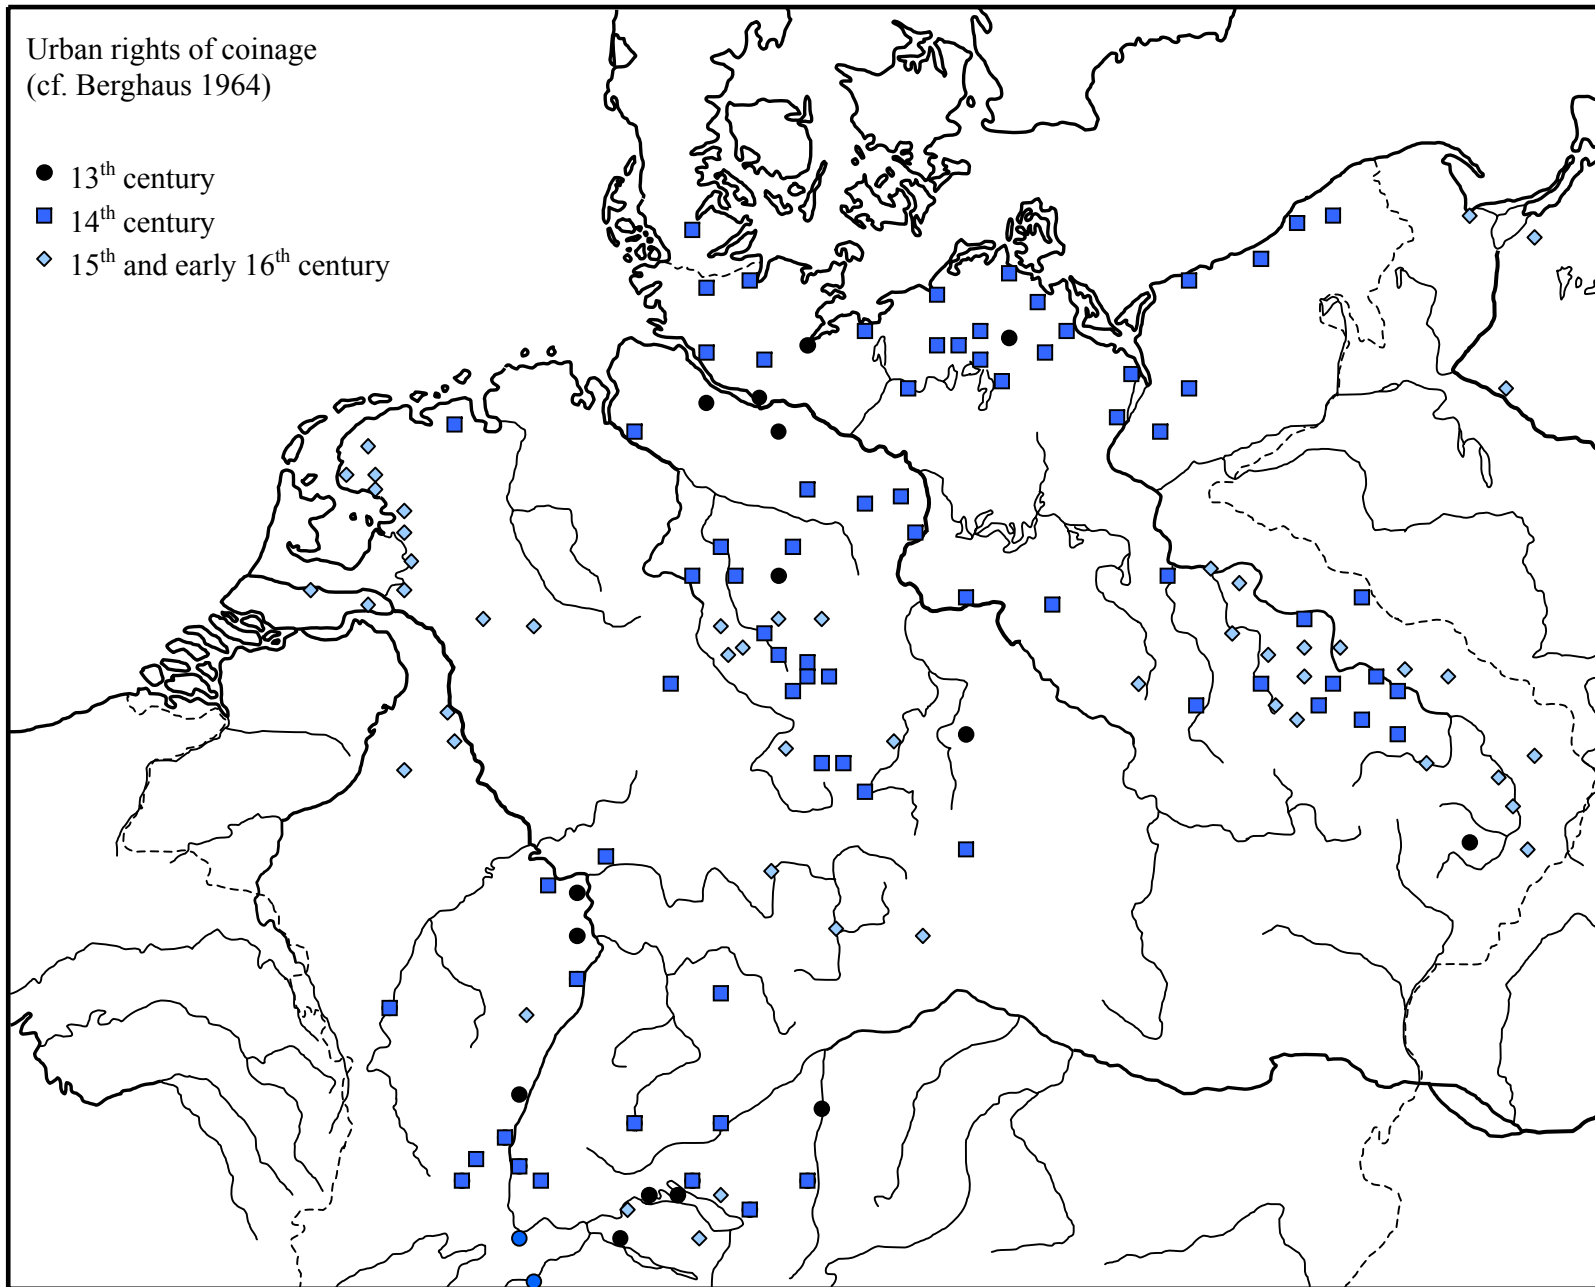 Urban rights of coinage
(cf. Berghaus 1964)
13th century
14th century
15th and early 16th century